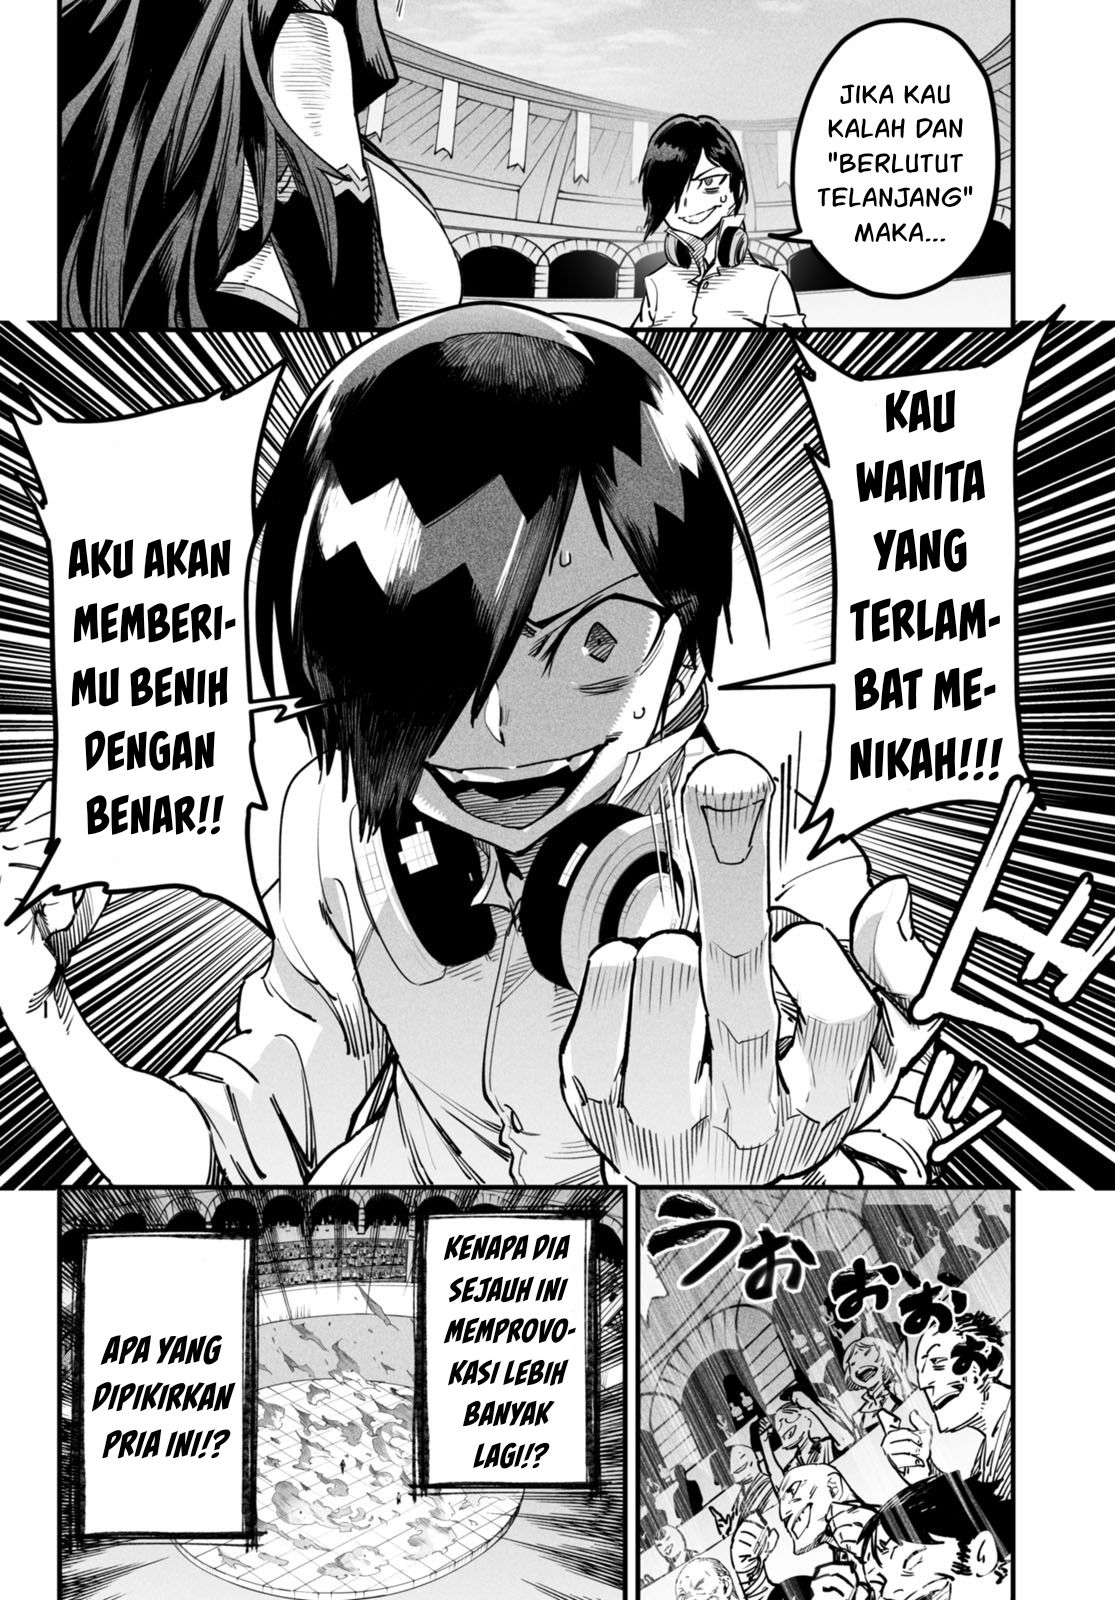 JIKA KAU
KALAH DAN
"BERLUTUT
TELANJANG"
MAKA...
KAU
WANITA
YANG
TERLAM-
BAT ME-
NIKAH!!!
AKU AKAN
MEMBERI-
MU BENIH
DENGAN
BENAR!!
うおおおおお
KENAPA DIA
SEJAUH INI
MEMPROVO-
KASI LEBIH
BANYAK
LAGI!?
APA YANG
DIPIKIRKAN
PRIA INI!?